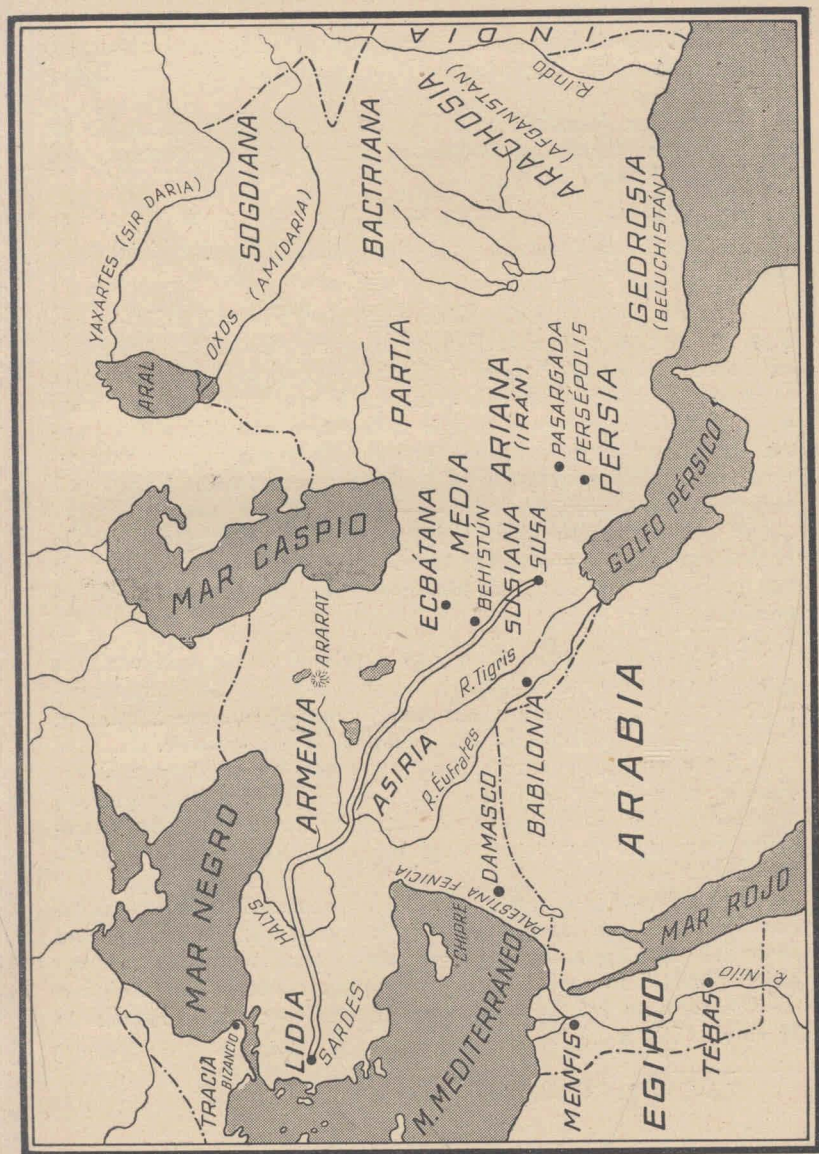 TRACIA
BIZANCIO
MAR NEGRO
MAR CASPIO
ARAL
YAXARTES (SIR DARIA)
OXOS (AMIDARIA)
SOGDIANA
LIDIA
SARDES
HALYS
ARMENIA
ARARAT
PARTIA
BACTRIANA
M. MEDITERRÁNEO
CHIPRE
PALESTINA FENICIA
ASIRIA
ECBÁTANA
MEDIA
BEHISTÚN
SUSIANA
SUSA
ARIANA
(IRÁN)
ARACHOSIA
(AFGANISTÁN)
INDIA
R. Indo
DAMASCO
R. Éufrates
R. Tigris
BABILONIA
PASARGADA
PERSÉPOLIS
PERSIA
GEDROSIA
(BELUCHISTÁN)
MENFIS
EGIPTO
TEBAS
R. Nilo
MAR ROJO
ARABIA
GOLFO PÉRSICO